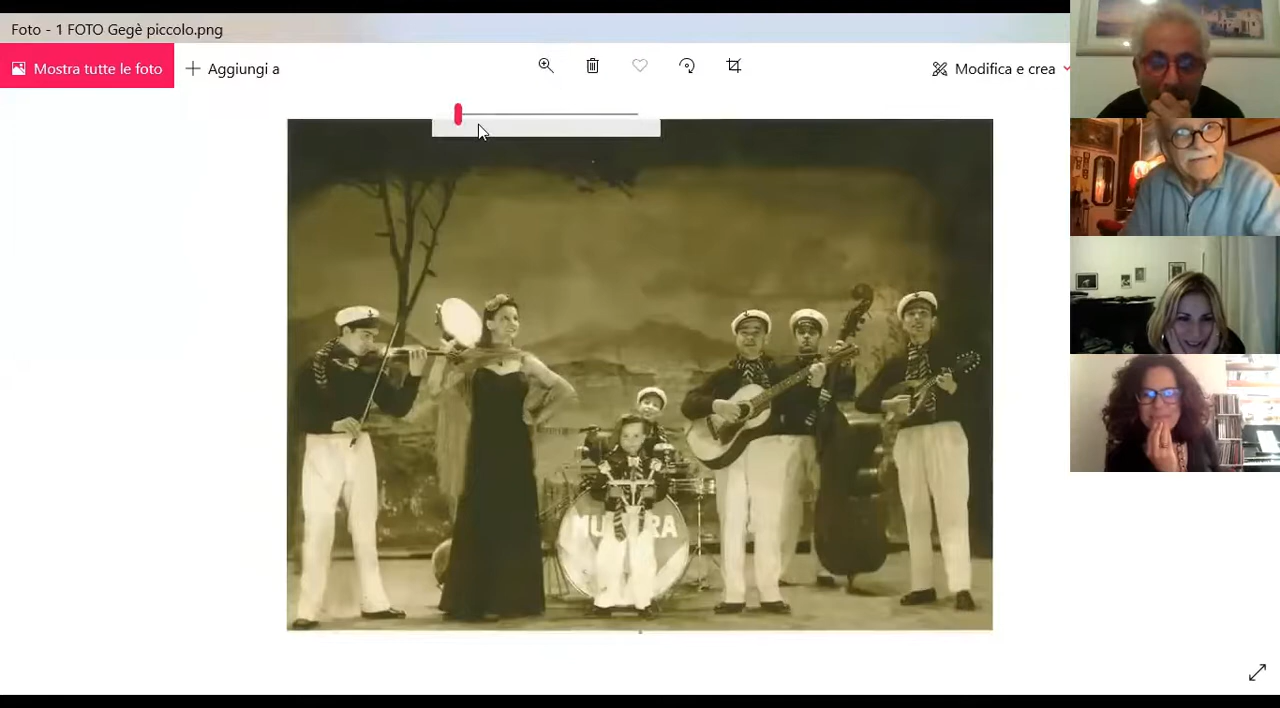 Foto - 1 FOTO Gegè piccolo.png
Mostra tutte le foto
Aggiungi a
Modifica e crea